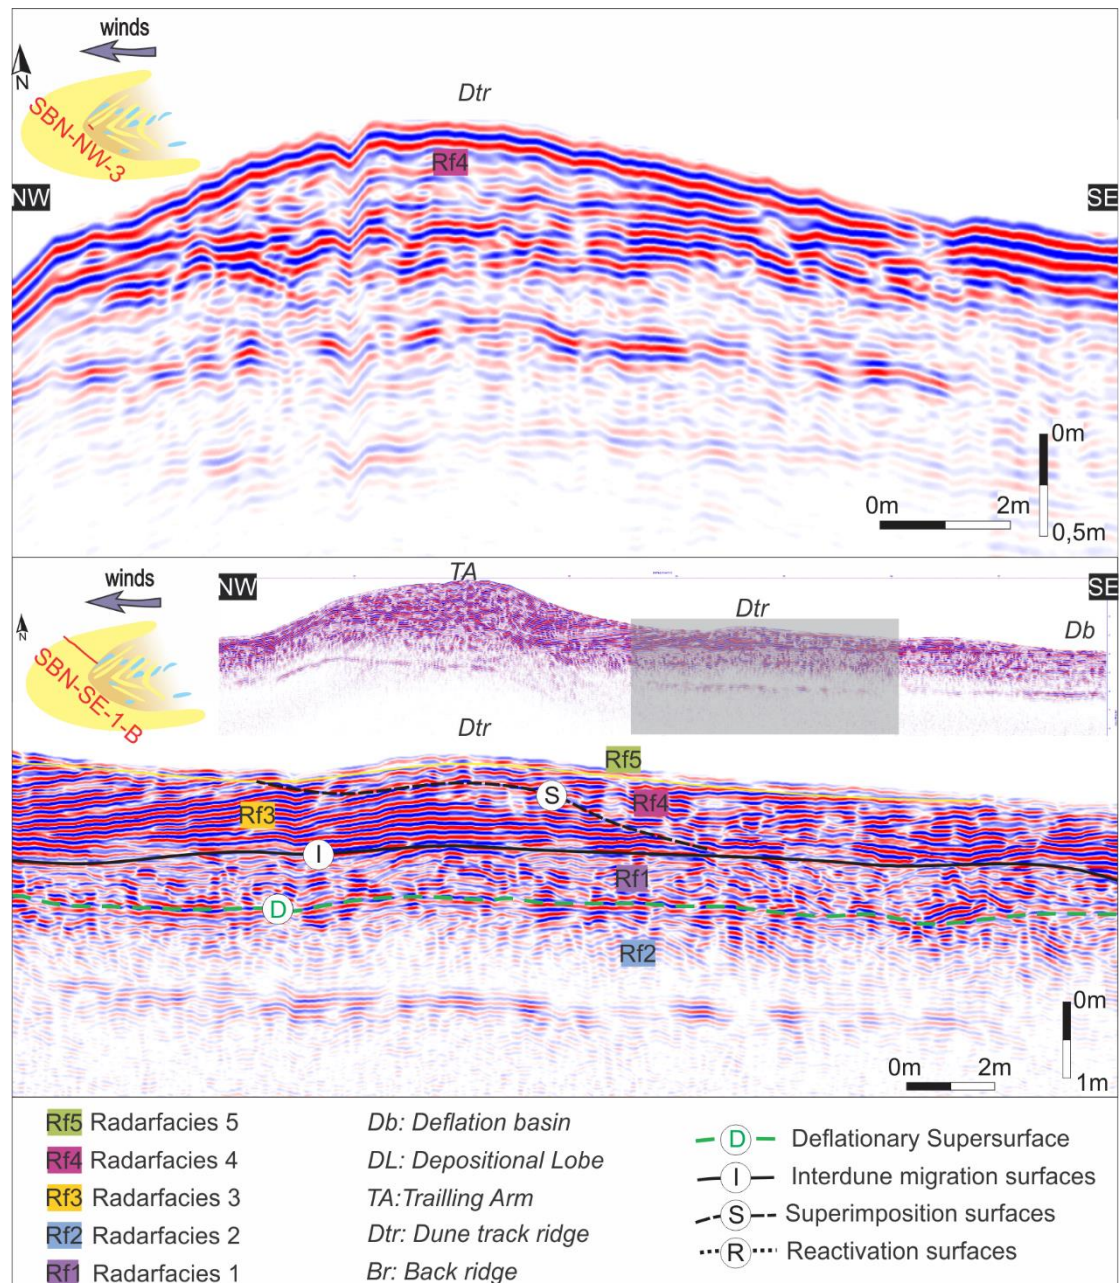 winds
N
SBN-NW-3
Dtr
Rf4
NW
SE
0m
0m 2m
0,5m
winds
N
SBN-SE-1-B
NW
TA
SE
Dtr
Db
Dtr
Rf5
S
Rf4
Rf3
I
Rf1
D
Rf2
0m
0m 2m
1m
Rf5 Radarfacies 5
Rf4 Radarfacies 4
Rf3 Radarfacies 3
Rf2 Radarfacies 2
Rf1 Radarfacies 1
Db: Deflation basin
DL: Depositional Lobe
TA:Trailling Arm
Dtr: Dune track ridge
Br: Back ridge
D Deflationary Supersurface
I Interdune migration surfaces
S Superimposition surfaces
R Reactivation surfaces